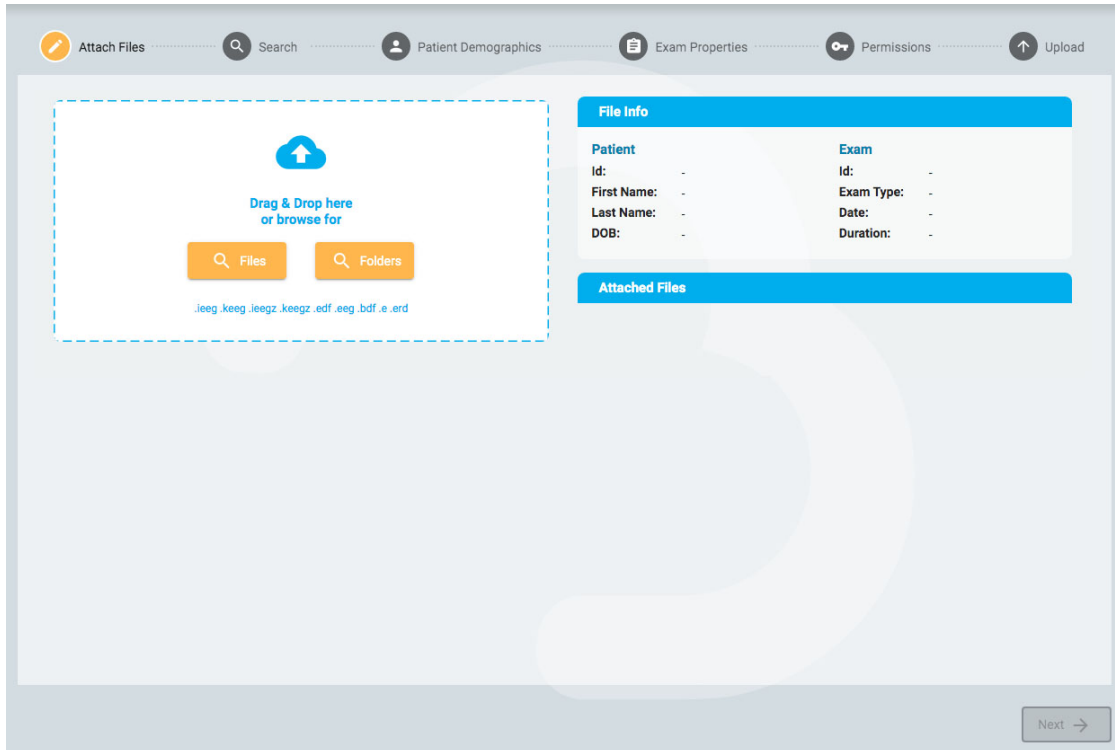 Attach Files
Search
Patient Demographics
Exam Properties
Permissions
Upload
Drag & Drop here
or browse for
Files
Folders
.ieeg .keeg .ieegz .keegz .edf .eeg .bdf .e .erd
File Info
Patient
Id: -
First Name: -
Last Name: -
DOB: -
Exam
Id: -
Exam Type: -
Date: -
Duration: -
Attached Files
Next